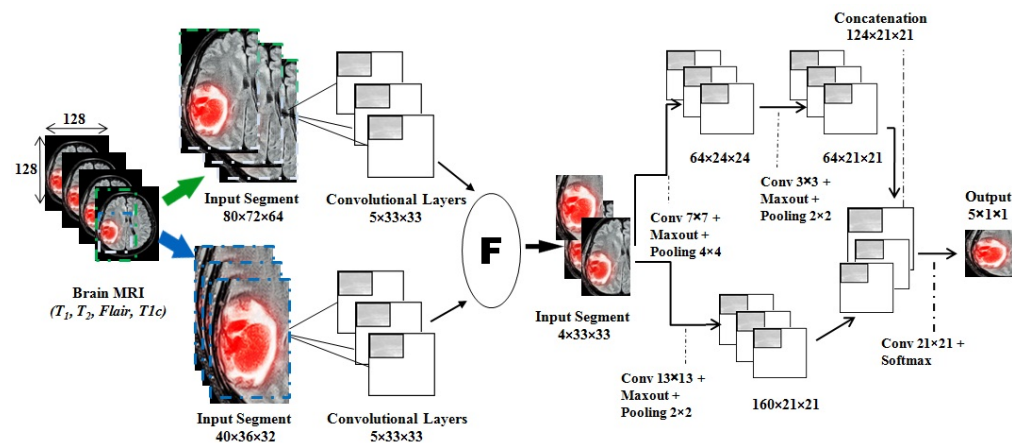 128
128
Brain MRI
(T1, T2, Flair, T1c)
Input Segment
80×72×64
Convolutional Layers
5×33×33
Input Segment
40×36×32
Convolutional Layers
5×33×33
F
Input Segment
4×33×33
Conv 7×7 +
Maxout +
Pooling 4×4
64×24×24
Conv 3×3 +
Maxout +
Pooling 2×2
64×21×21
Conv 13×13 +
Maxout +
Pooling 2×2
160×21×21
Concatenation
124×21×21
Conv 21×21 +
Softmax
Output
5×1×1